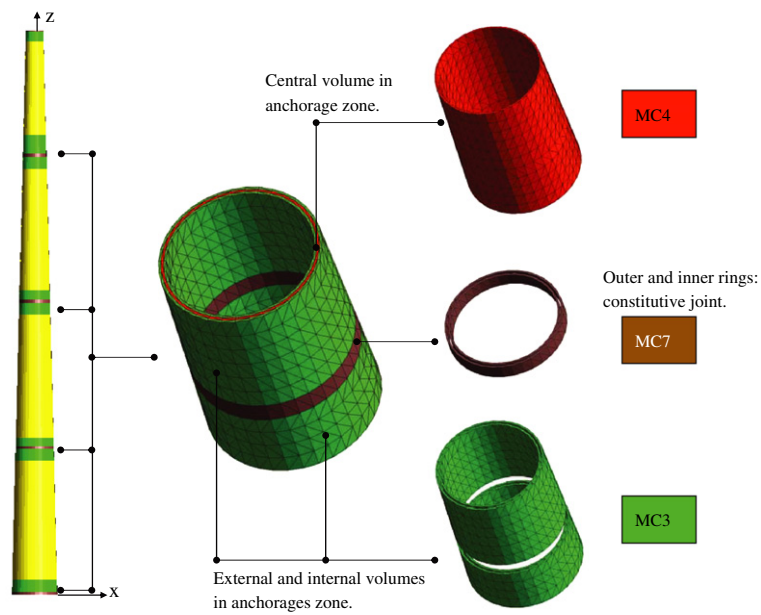 z
Central volume in
anchorage zone.
MC4
Outer and inner rings:
constitutive joint.
MC7
MC3
x
External and internal volumes
in anchorages zone.